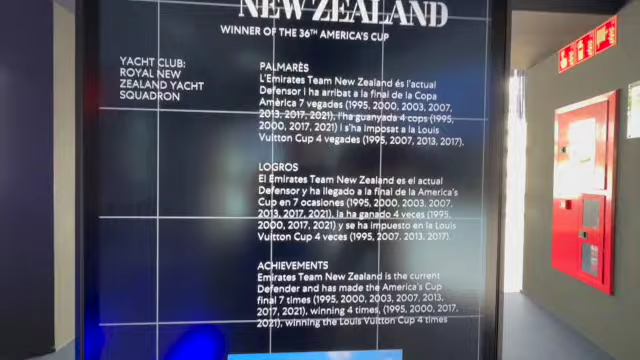 NEW ZEALAND
WINNER OF THE 36TH AMERICA'S CUP
YACHT CLUB:
ROYAL NEW
ZEALAND YACHT
SQUADRON
PALMARÈS
L'Emirates Team New Zealand és l'actual
Defensor i ha arribat a la final de la Copa
Amèrica 7 vegades (1995, 2000, 2003, 2007,
2013, 2017, 2021), l'ha guanyada 4 cops (1995,
2000, 2017, 2021) i s'ha imposat a la Louis
Vuitton Cup 4 vegades (1995, 2007, 2013, 2017).
LOGROS
El Emirates Team New Zealand es el actual
Defensor y ha llegado a la final de la America's
Cup en 7 ocasiones (1995, 2000, 2003, 2007,
2013, 2017, 2021), la ha ganado 4 veces (1995,
2000, 2017, 2021) y se ha impuesto en la Louis
Vuitton Cup 4 veces (1995, 2007, 2013, 2017).
ACHIEVEMENTS
Emirates Team New Zealand is the current
Defender and has made the America's Cup
final 7 times (1995, 2000, 2003, 2007, 2013,
2017, 2021), winning 4 times, (1995, 2000, 2017,
2021), winning the Louis Vuitton Cup 4 times